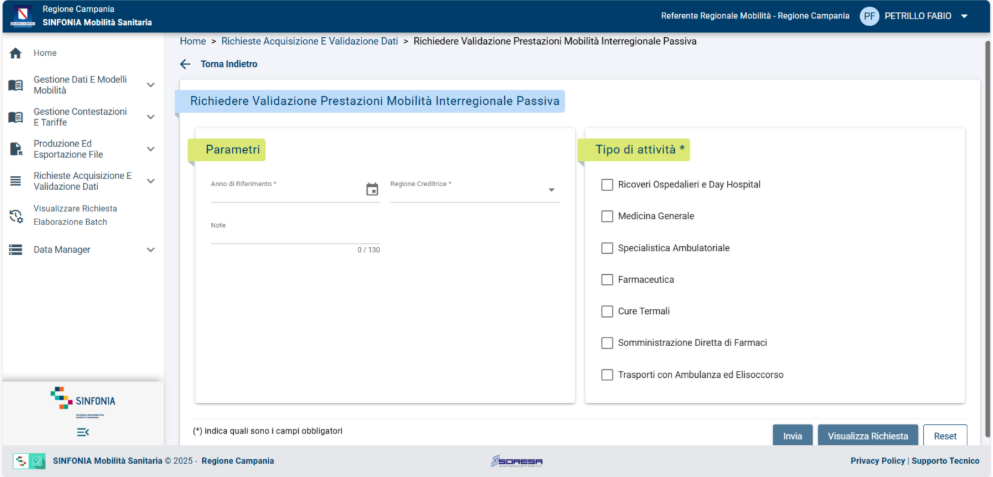 Regione Campania
SINFONIA Mobilità Sanitaria
Referente Regionale Mobilità - Regione Campania
PF
PETRILLO FABIO
Home
Gestione Dati E Modelli
Mobilità
Gestione Contestazioni
E Tariffe
Produzione Ed
Esportazione File
Richieste Acquisizione E
Validazione Dati
Visualizzare Richiesta
Elaborazione Batch
Data Manager
SINFONIA
Home > Richieste Acquisizione E Validazione Dati > Richiedere Validazione Prestazioni Mobilità Interregionale Passiva
Torna Indietro
Richiedere Validazione Prestazioni Mobilità Interregionale Passiva
Parametri
Anno di Riferimento *
Regione Creditrice *
Note
0 / 130
Tipo di attività *
Ricoveri Ospedalieri e Day Hospital
Medicina Generale
Specialistica Ambulatoriale
Farmaceutica
Cure Termali
Somministrazione Diretta di Farmaci
Trasporti con Ambulanza ed Elisoccorso
(*) indica quali sono i campi obbligatori
Invia
Visualizza Richiesta
Reset
SINFONIA Mobilità Sanitaria © 2025 - Regione Campania
SORESA
Privacy Policy | Supporto Tecnico